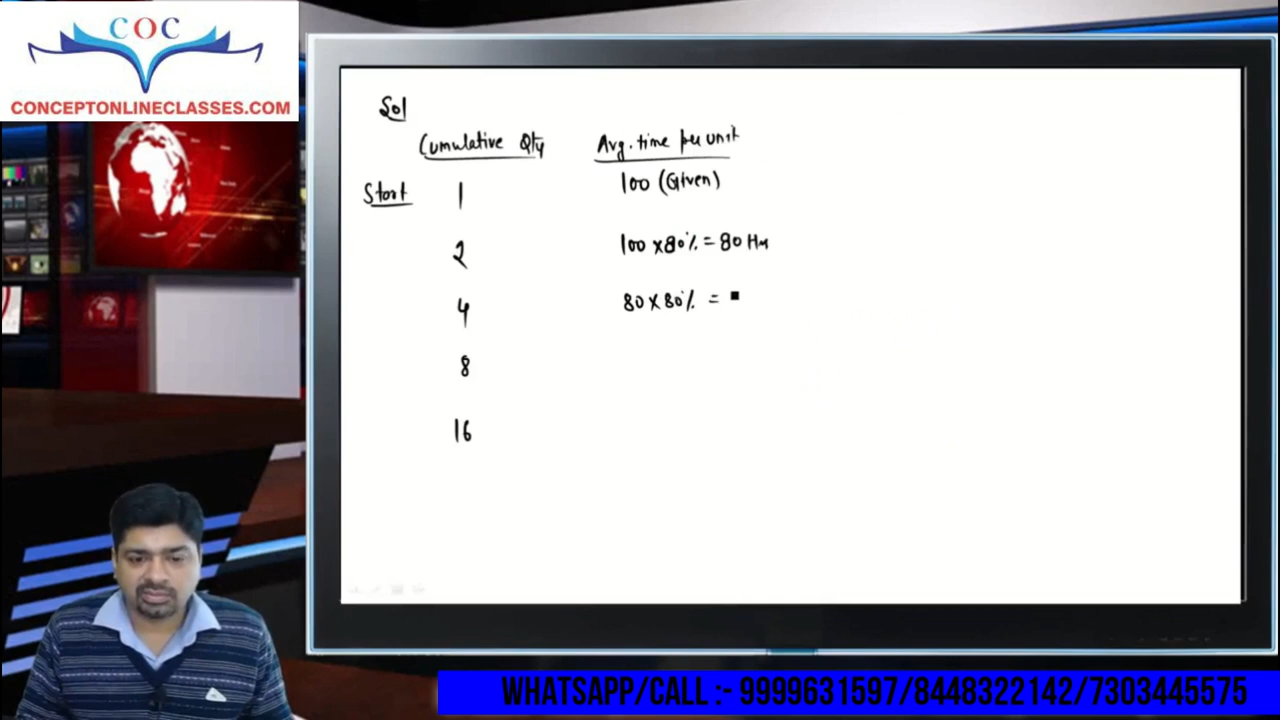 COC
CONCEPTONLINECLASSES.COM
Sol
Cumulative Qty Avg. time per unit
Start 1 100 (Given)
2 100 x 80% = 80 Hrs
4 80 x 80% =
8
16
WHATSAPP/CALL :- 9999631597/8448322142/7303445575